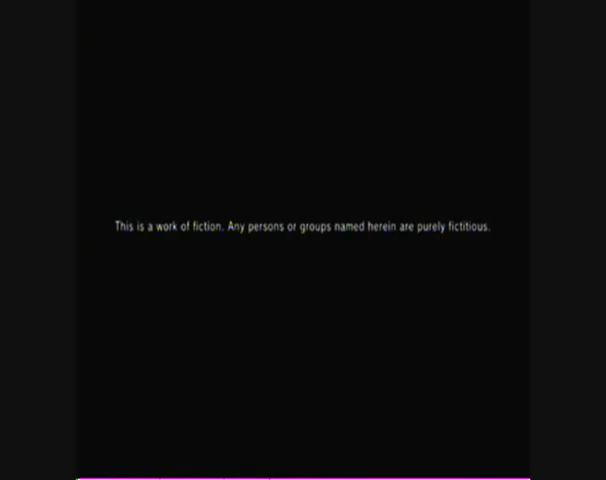 This is a work of fiction. Any persons or groups named herein are purely fictitious.